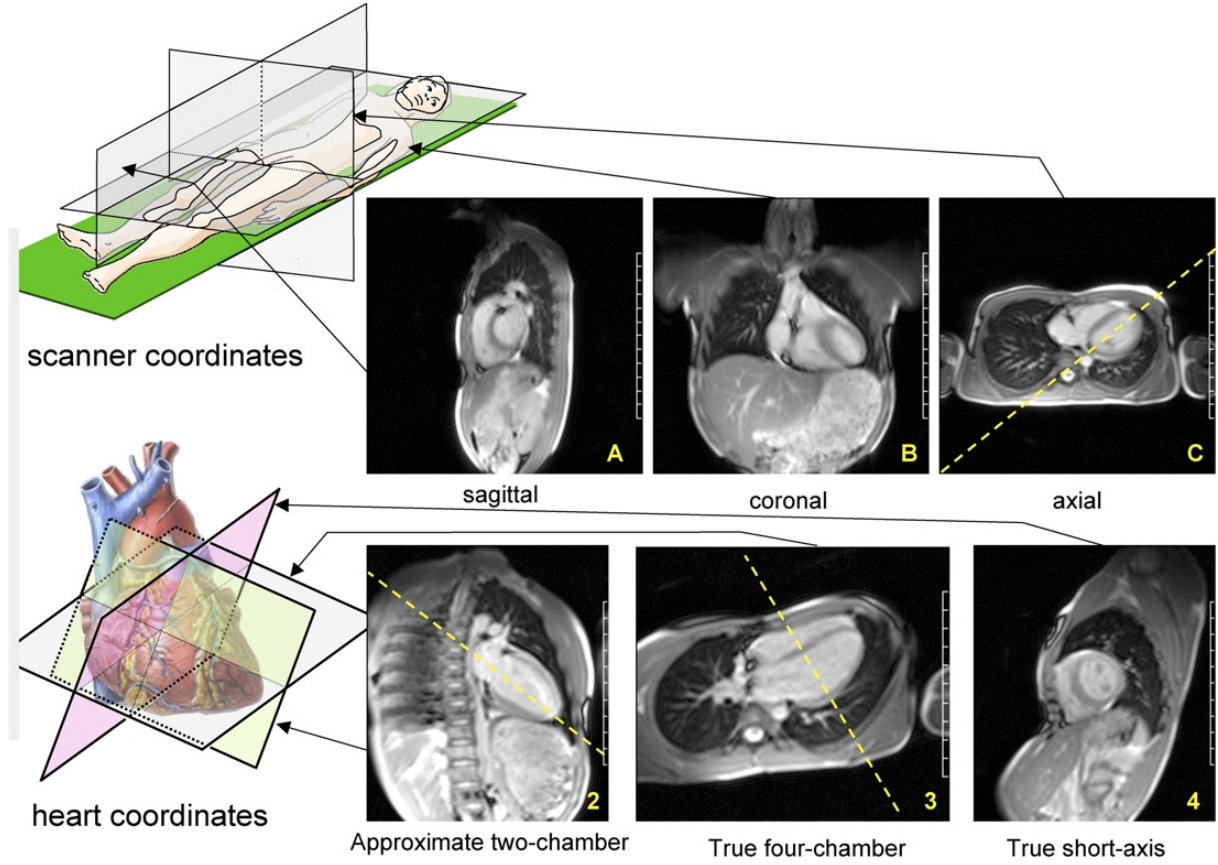 scanner coordinates
A
B
C
sagittal
coronal
axial
heart coordinates
2
3
4
Approximate two-chamber
True four-chamber
True short-axis